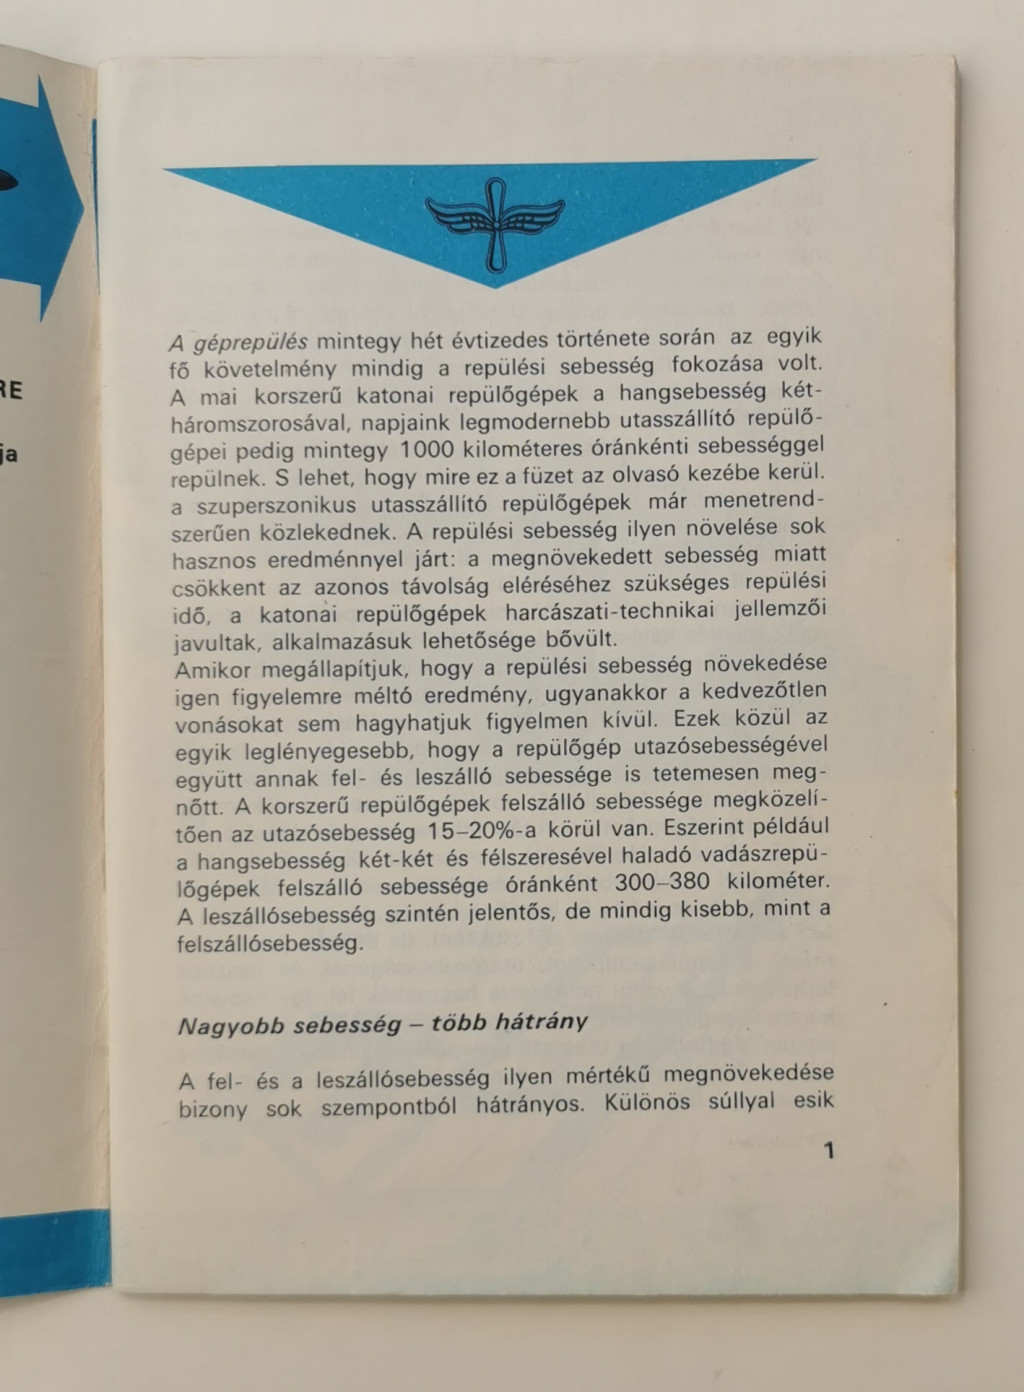 RE
ja
A géprepülés mintegy hét évtizedes története során az egyik
fő követelmény mindig a repülési sebesség fokozása volt.
A mai korszerű katonai repülőgépek a hangsebesség két-
háromszorosával, napjaink legmodernebb utasszállító repülő-
gépei pedig mintegy 1000 kilométeres óránkénti sebességgel
repülnek. S lehet, hogy mire ez a füzet az olvasó kezébe kerül.
a szuperszonikus utasszállító repülőgépek már menetrend-
szerűen közlekednek. A repülési sebesség ilyen növelése sok
hasznos eredménnyel járt: a megnövekedett sebesség miatt
csökkent az azonos távolság eléréséhez szükséges repülési
idő, a katonai repülőgépek harcászati-technikai jellemzői
javultak, alkalmazásuk lehetősége bővült.
Amikor megállapítjuk, hogy a repülési sebesség növekedése
igen figyelemre méltó eredmény, ugyanakkor a kedvezőtlen
vonásokat sem hagyhatjuk figyelmen kívül. Ezek közül az
egyik leglényegesebb, hogy a repülőgép utazósebességével
együtt annak fel- és leszálló sebessége is tetemesen meg-
nőtt. A korszerű repülőgépek felszálló sebessége megközelí-
tően az utazósebesség 15–20%-a körül van. Eszerint például
a hangsebesség két-két és félszeresével haladó vadászrepü-
lőgépek felszálló sebessége óránként 300–380 kilométer.
A leszállósebesség szintén jelentős, de mindig kisebb, mint a
felszállósebesség.
Nagyobb sebesség – több hátrány
A fel- és a leszállósebesség ilyen mértékű megnövekedése
bizony sok szempontból hátrányos. Különös súllyal esik
1